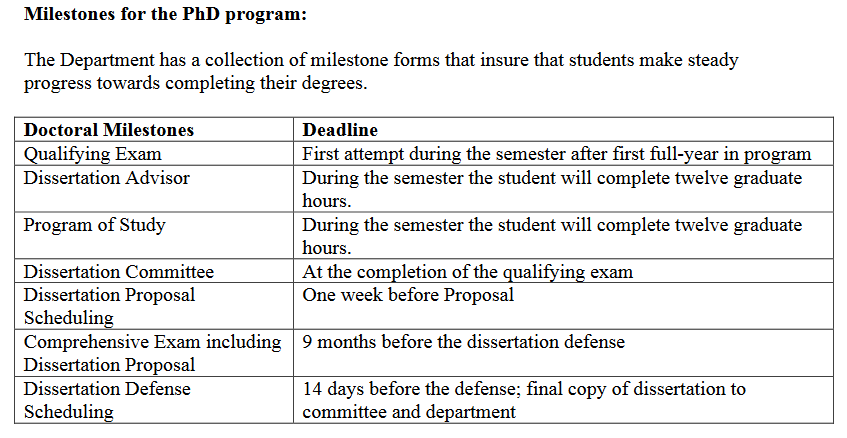 Milestones for the PhD program:
The Department has a collection of milestone forms that insure that students make steady
progress towards completing their degrees.
Doctoral Milestones Deadline
Qualifying Exam First attempt during the semester after first full-year in program
Dissertation Advisor During the semester the student will complete twelve graduate
hours.
Program of Study During the semester the student will complete twelve graduate
hours.
Dissertation Committee At the completion of the qualifying exam
Dissertation Proposal One week before Proposal
Scheduling
Comprehensive Exam including 9 months before the dissertation defense
Dissertation Proposal
Dissertation Defense 14 days before the defense; final copy of dissertation to
Scheduling committee and department